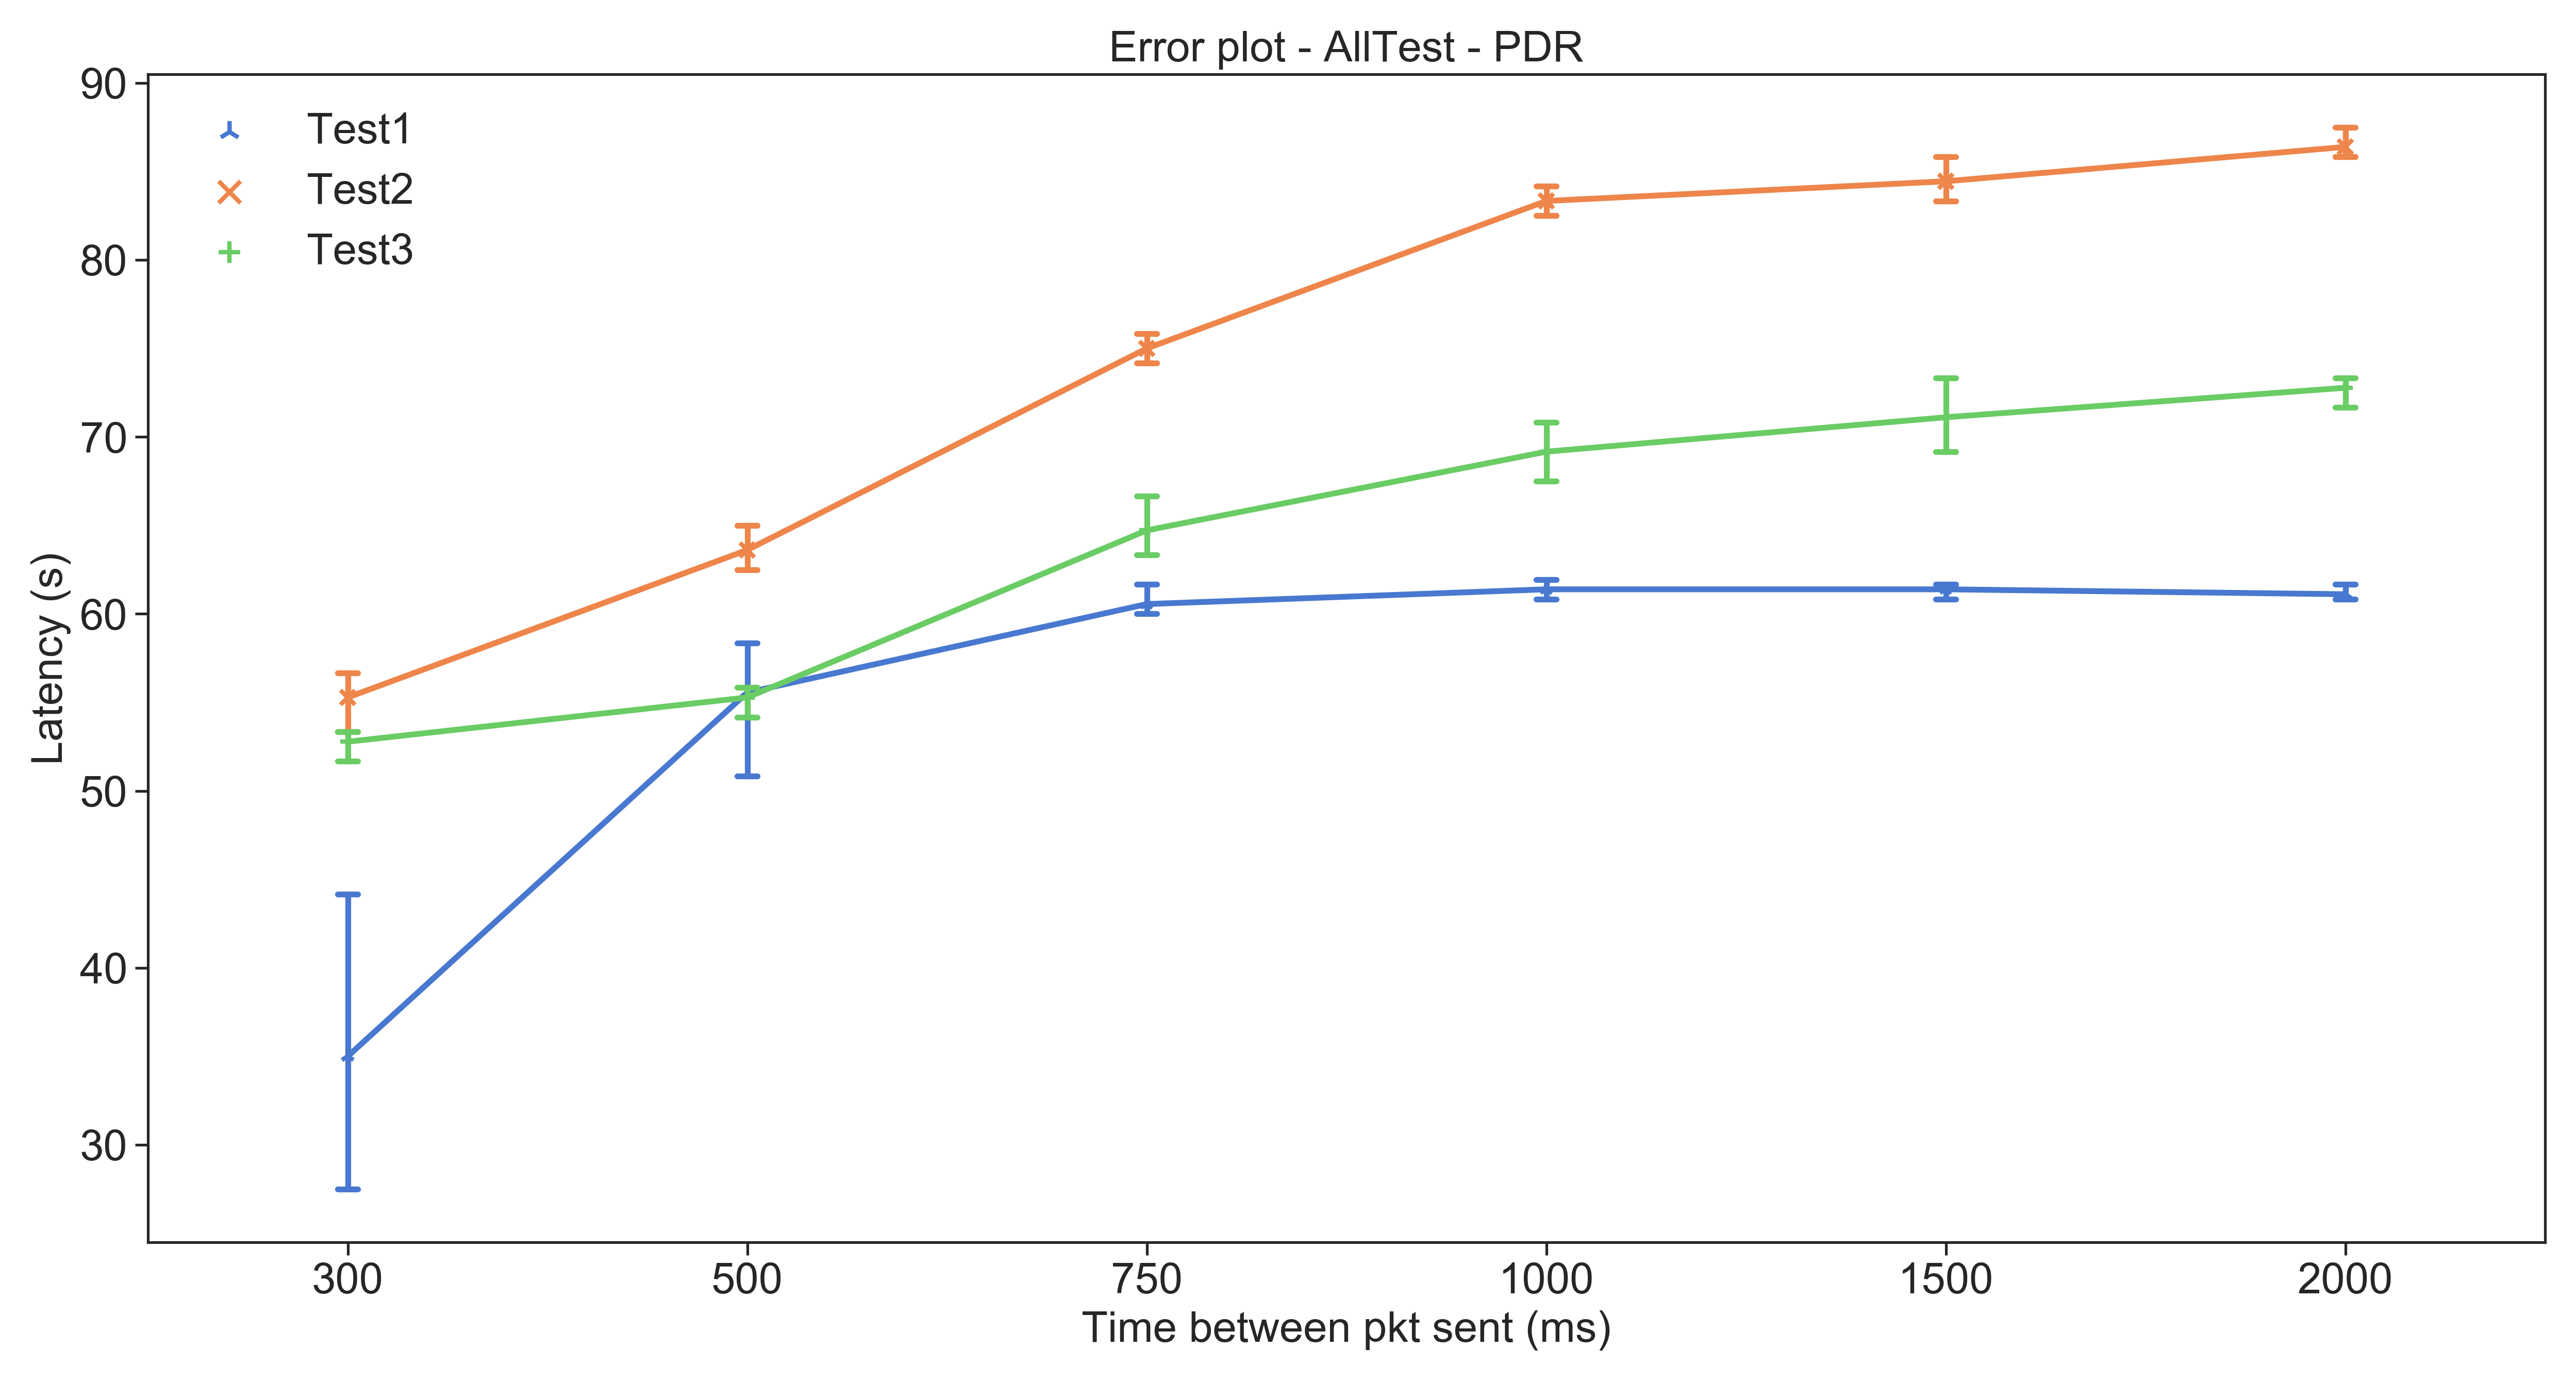 Error plot - AllTest - PDR
90
80
70
60
50
40
30
Latency (s)
Test1
Test2
Test3
300 500 750 1000 1500 2000
Time between pkt sent (ms)